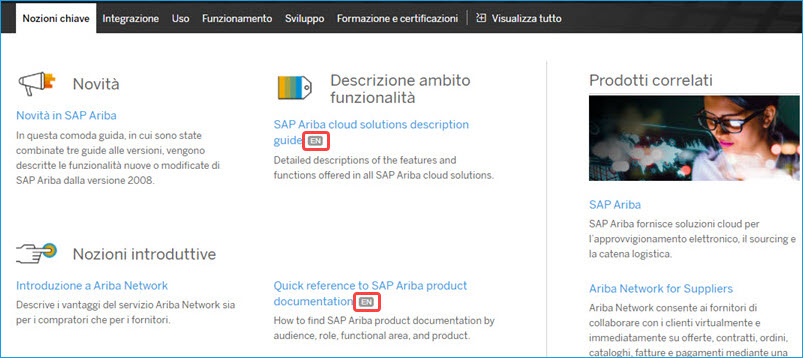 Nozioni chiave Integrazione Uso Funzionamento Sviluppo Formazione e certificazioni Visualizza tutto
Novità
Novità in SAP Ariba
In questa comoda guida, in cui sono state
combinate tre guide alle versioni, vengono
descritte le funzionalità nuove o modificate di
SAP Ariba dalla versione 2008.
Descrizione ambito
funzionalità
SAP Ariba cloud solutions description
guide EN
Detailed descriptions of the features and
functions offered in all SAP Ariba cloud solutions.
Nozioni introduttive
Introduzione a Ariba Network
Descrive i vantaggi del servizio Ariba Network sia
per i compratori che per i fornitori.
Quick reference to SAP Ariba product
documentation EN
How to find SAP Ariba product documentation by
audience, role, functional area, and product.
Prodotti correlati
SAP Ariba
SAP Ariba fornisce soluzioni cloud per
l'approvvigionamento elettronico, il sourcing e
la catena logistica.
Ariba Network for Suppliers
Ariba Network consente ai fornitori di
collaborare con i clienti virtualmente e
immediatamente su offerte, contratti, ordini,
cataloghi, fatture e pagamenti mediante una